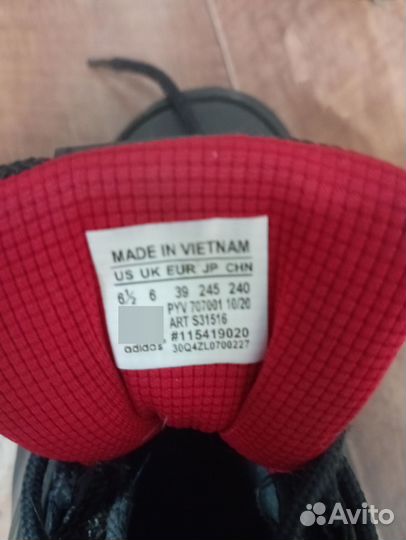 MADE IN VIETNAM
US UK EUR JP CHN
6½ 6 39 245 240
PYV 707001 10/20
ART S31516
#115419020
adidas 30Q4ZL0700227
Avito